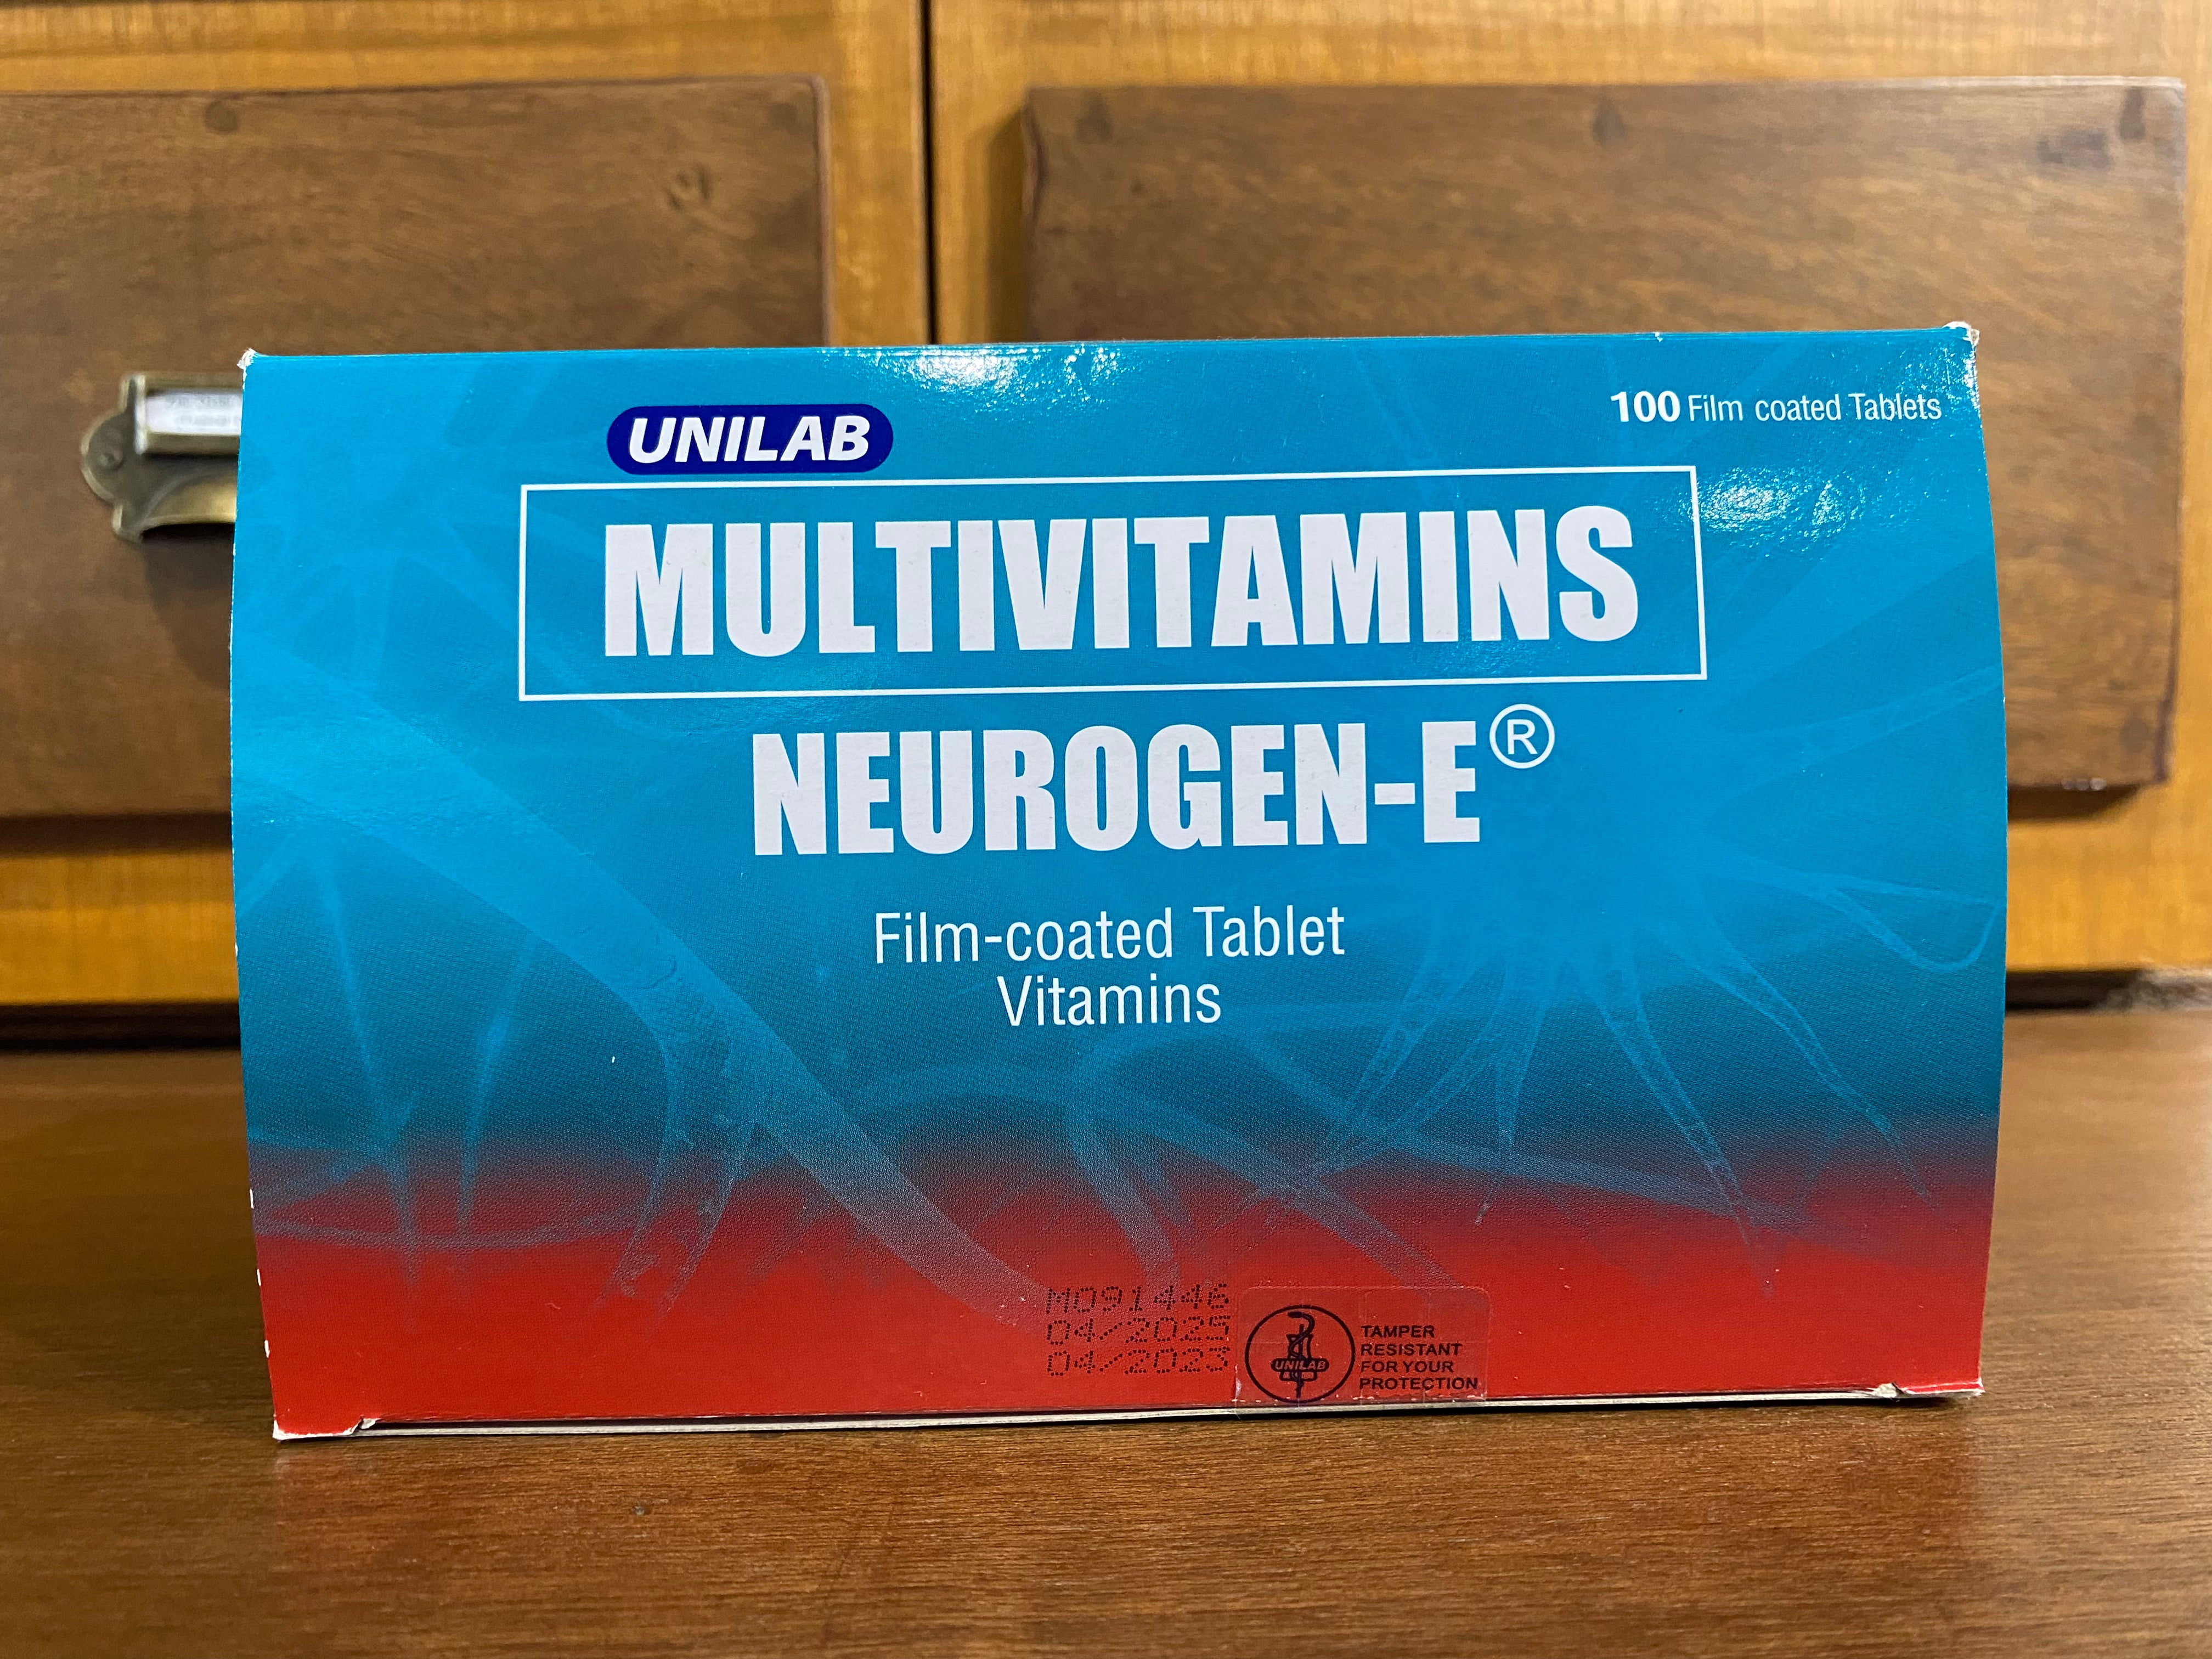 UNILAB
100 Film coated Tablets
MULTIVITAMINS
NEUROGEN-E®
Film-coated Tablet
Vitamins
M091446
04/2025
04/2023
UNILAB
TAMPER
RESISTANT
FOR YOUR
PROTECTION